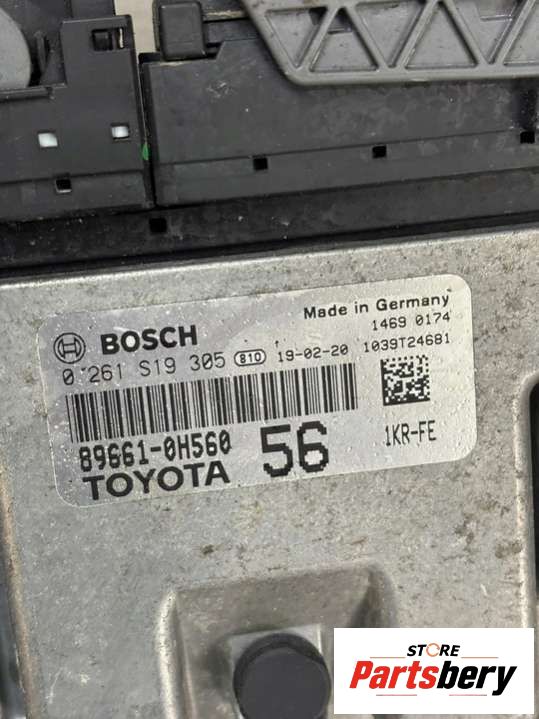 Made in Germany
BOSCH
1469 0174
0 261 S19 305 810 19-02-20 1039T24681
89661-0H560 56 1KR-FE
TOYOTA
STORE
Partsbery